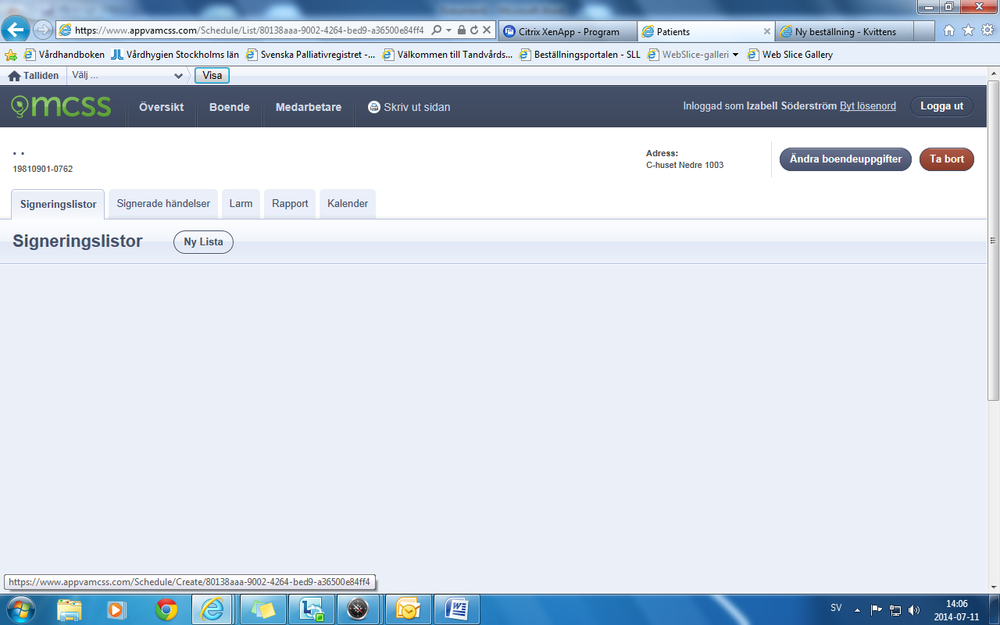 https://www.appvamcss.com/Schedule/List/80138aaa-9002-4264-bed9-a36500e84ff4
Citrix XenApp - Program
Patients
Ny beställning - Kvittens
Vårdhandboken
Vårdhygien Stockholms län
Svenska Palliativregistret -...
Välkommen till Tandvårds...
Beställningsportalen - SLL
WebSlice-galleri
Web Slice Gallery
Talliden
Välj ...
Visa
mcss
Översikt
Boende
Medarbetare
Skriv ut sidan
Inloggad som Izabell Söderström Byt lösenord
Logga ut
. .
19810901-0762
Adress:
C-huset Nedre 1003
Ändra boendeuppgifter
Ta bort
Signeringslistor
Signerade händelser
Larm
Rapport
Kalender
Signeringslistor
Ny Lista
https://www.appvamcss.com/Schedule/Create/80138aaa-9002-4264-bed9-a36500e84ff4
SV
14:06
2014-07-11